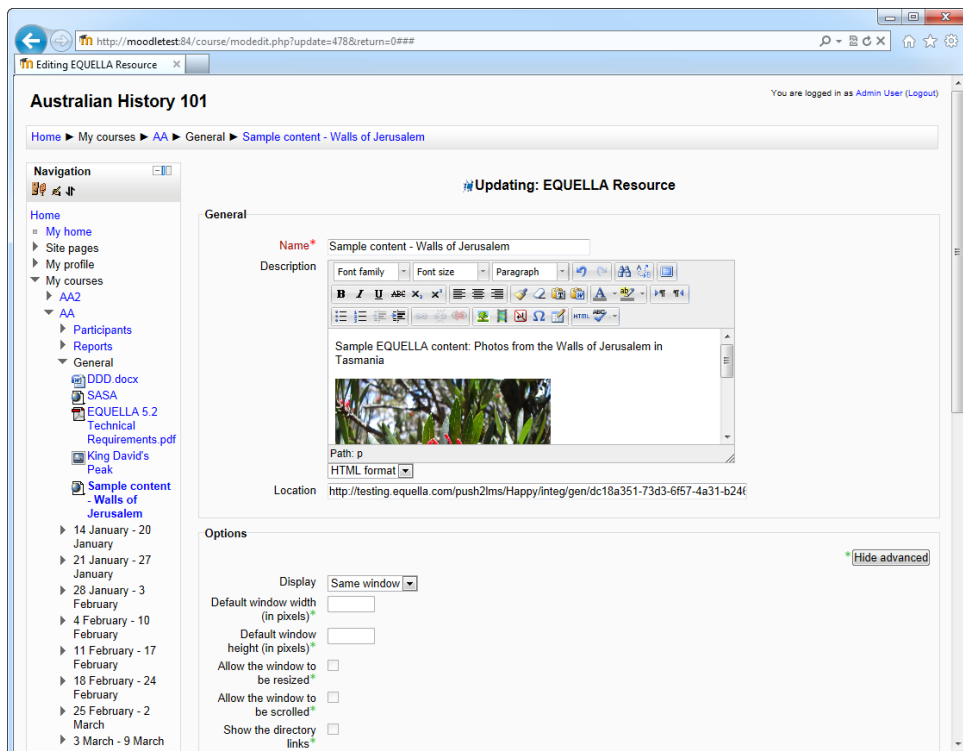 http://moodletest:84/course/modedit.php?update=478&return=0###
Editing EQUELLA Resource
Australian History 101
You are logged in as Admin User (Logout)
Home ► My courses ► AA ► General ► Sample content - Walls of Jerusalem
Navigation
Home
My home
Site pages
My profile
My courses
AA2
AA
Participants
Reports
General
DDD.docx
SASA
EQUELLA 5.2
Technical
Requirements.pdf
King David's
Peak
Sample content
- Walls of
Jerusalem
14 January - 20
January
21 January - 27
January
28 January - 3
February
4 February - 10
February
11 February - 17
February
18 February - 24
February
25 February - 2
March
3 March - 9 March
Updating: EQUELLA Resource
General
Name* Sample content - Walls of Jerusalem
Description
Font family Font size Paragraph
B I U ABC X₂ X²
HTML
Sample EQUELLA content: Photos from the Walls of Jerusalem in
Tasmania
Path: p
HTML format
Location http://testing.equella.com/push2lms/Happy/integ/gen/dc18a351-73d3-6f57-4a31-b246
Options
* Hide advanced
Display Same window
Default window width
(in pixels)*
Default window
height (in pixels)*
Allow the window to
be resized*
Allow the window to
be scrolled*
Show the directory
links*